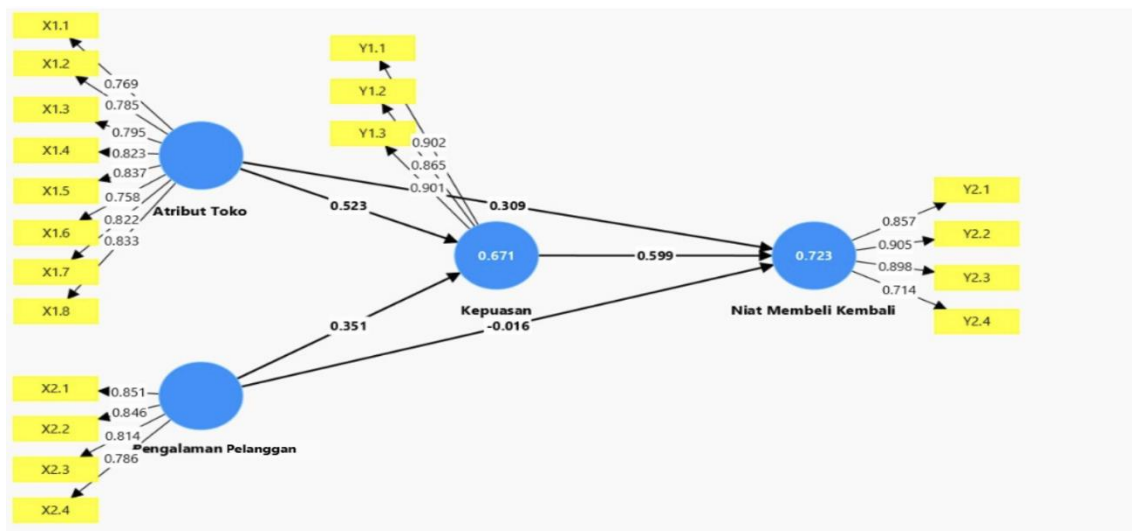 X1.1
X1.2
X1.3
X1.4
X1.5
X1.6
X1.7
X1.8
0.769
0.785
0.795
0.823
0.837
0.758
0.822
0.833
Atribut Toko
Y1.1
Y1.2
Y1.3
0.902
0.865
0.901
0.523
0.309
0.671
Kepuasan
0.599
0.351
-0.016
0.723
Niat Membeli Kembali
Y2.1
Y2.2
Y2.3
Y2.4
0.857
0.905
0.898
0.714
X2.1
X2.2
X2.3
X2.4
0.851
0.846
0.814
0.786
Pengalaman Pelanggan